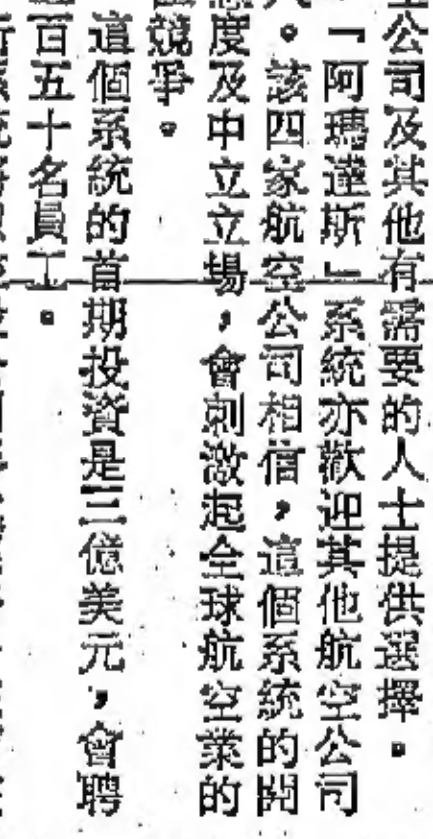 公司及其他有需要的人士提供選擇。
「阿瑪達斯」系統亦歡迎其他航空公司
。該四家航空公司相信，這個系統的開
度及中立立場，會刺激起全球航空業的
競爭。
這個系統的首期投資是三億美元，會聘
百五十名員工。